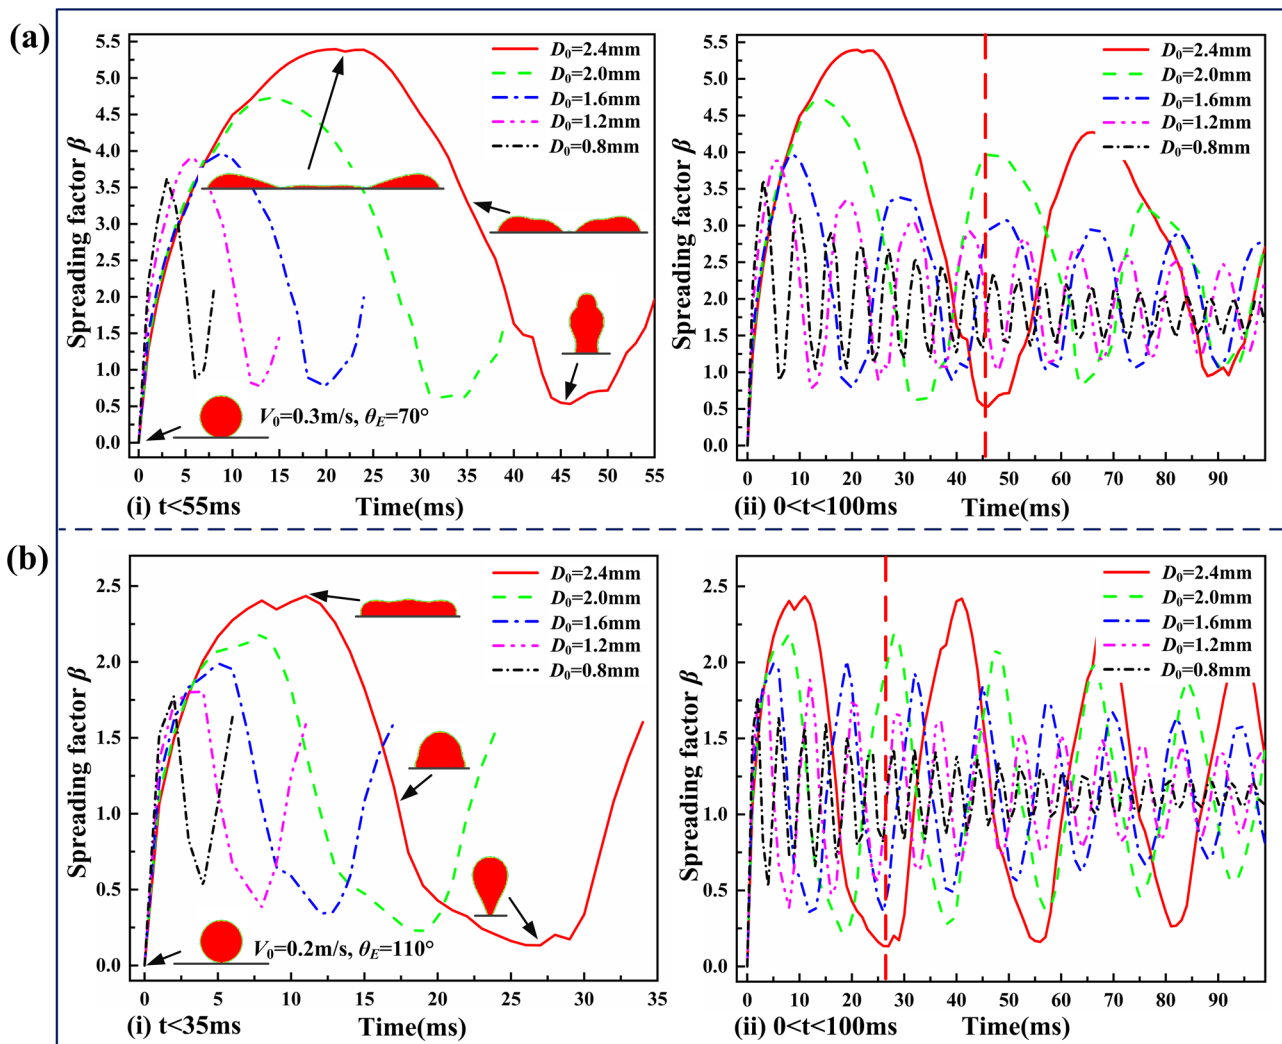 (a)
Spreading factor β
5.5
5.0
4.5
4.0
3.5
3.0
2.5
2.0
1.5
1.0
0.5
0.0
D₀=2.4mm
D₀=2.0mm
D₀=1.6mm
D₀=1.2mm
D₀=0.8mm
V₀=0.3m/s, θ_E=70°
0 5 10 15 20 25 30 35 40 45 50 55
(i) t<55ms
Time(ms)
Spreading factor β
5.5
5.0
4.5
4.0
3.5
3.0
2.5
2.0
1.5
1.0
0.5
0.0
D₀=2.4mm
D₀=2.0mm
D₀=1.6mm
D₀=1.2mm
D₀=0.8mm
0 10 20 30 40 50 60 70 80 90
(ii) 0<t<100ms
Time(ms)
(b)
Spreading factor β
2.5
2.0
1.5
1.0
0.5
0.0
D₀=2.4mm
D₀=2.0mm
D₀=1.6mm
D₀=1.2mm
D₀=0.8mm
V₀=0.2m/s, θ_E=110°
0 5 10 15 20 25 30 35
(i) t<35ms
Time(ms)
Spreading factor β
2.5
2.0
1.5
1.0
0.5
0.0
D₀=2.4mm
D₀=2.0mm
D₀=1.6mm
D₀=1.2mm
D₀=0.8mm
0 10 20 30 40 50 60 70 80 90
(ii) 0<t<100ms
Time(ms)